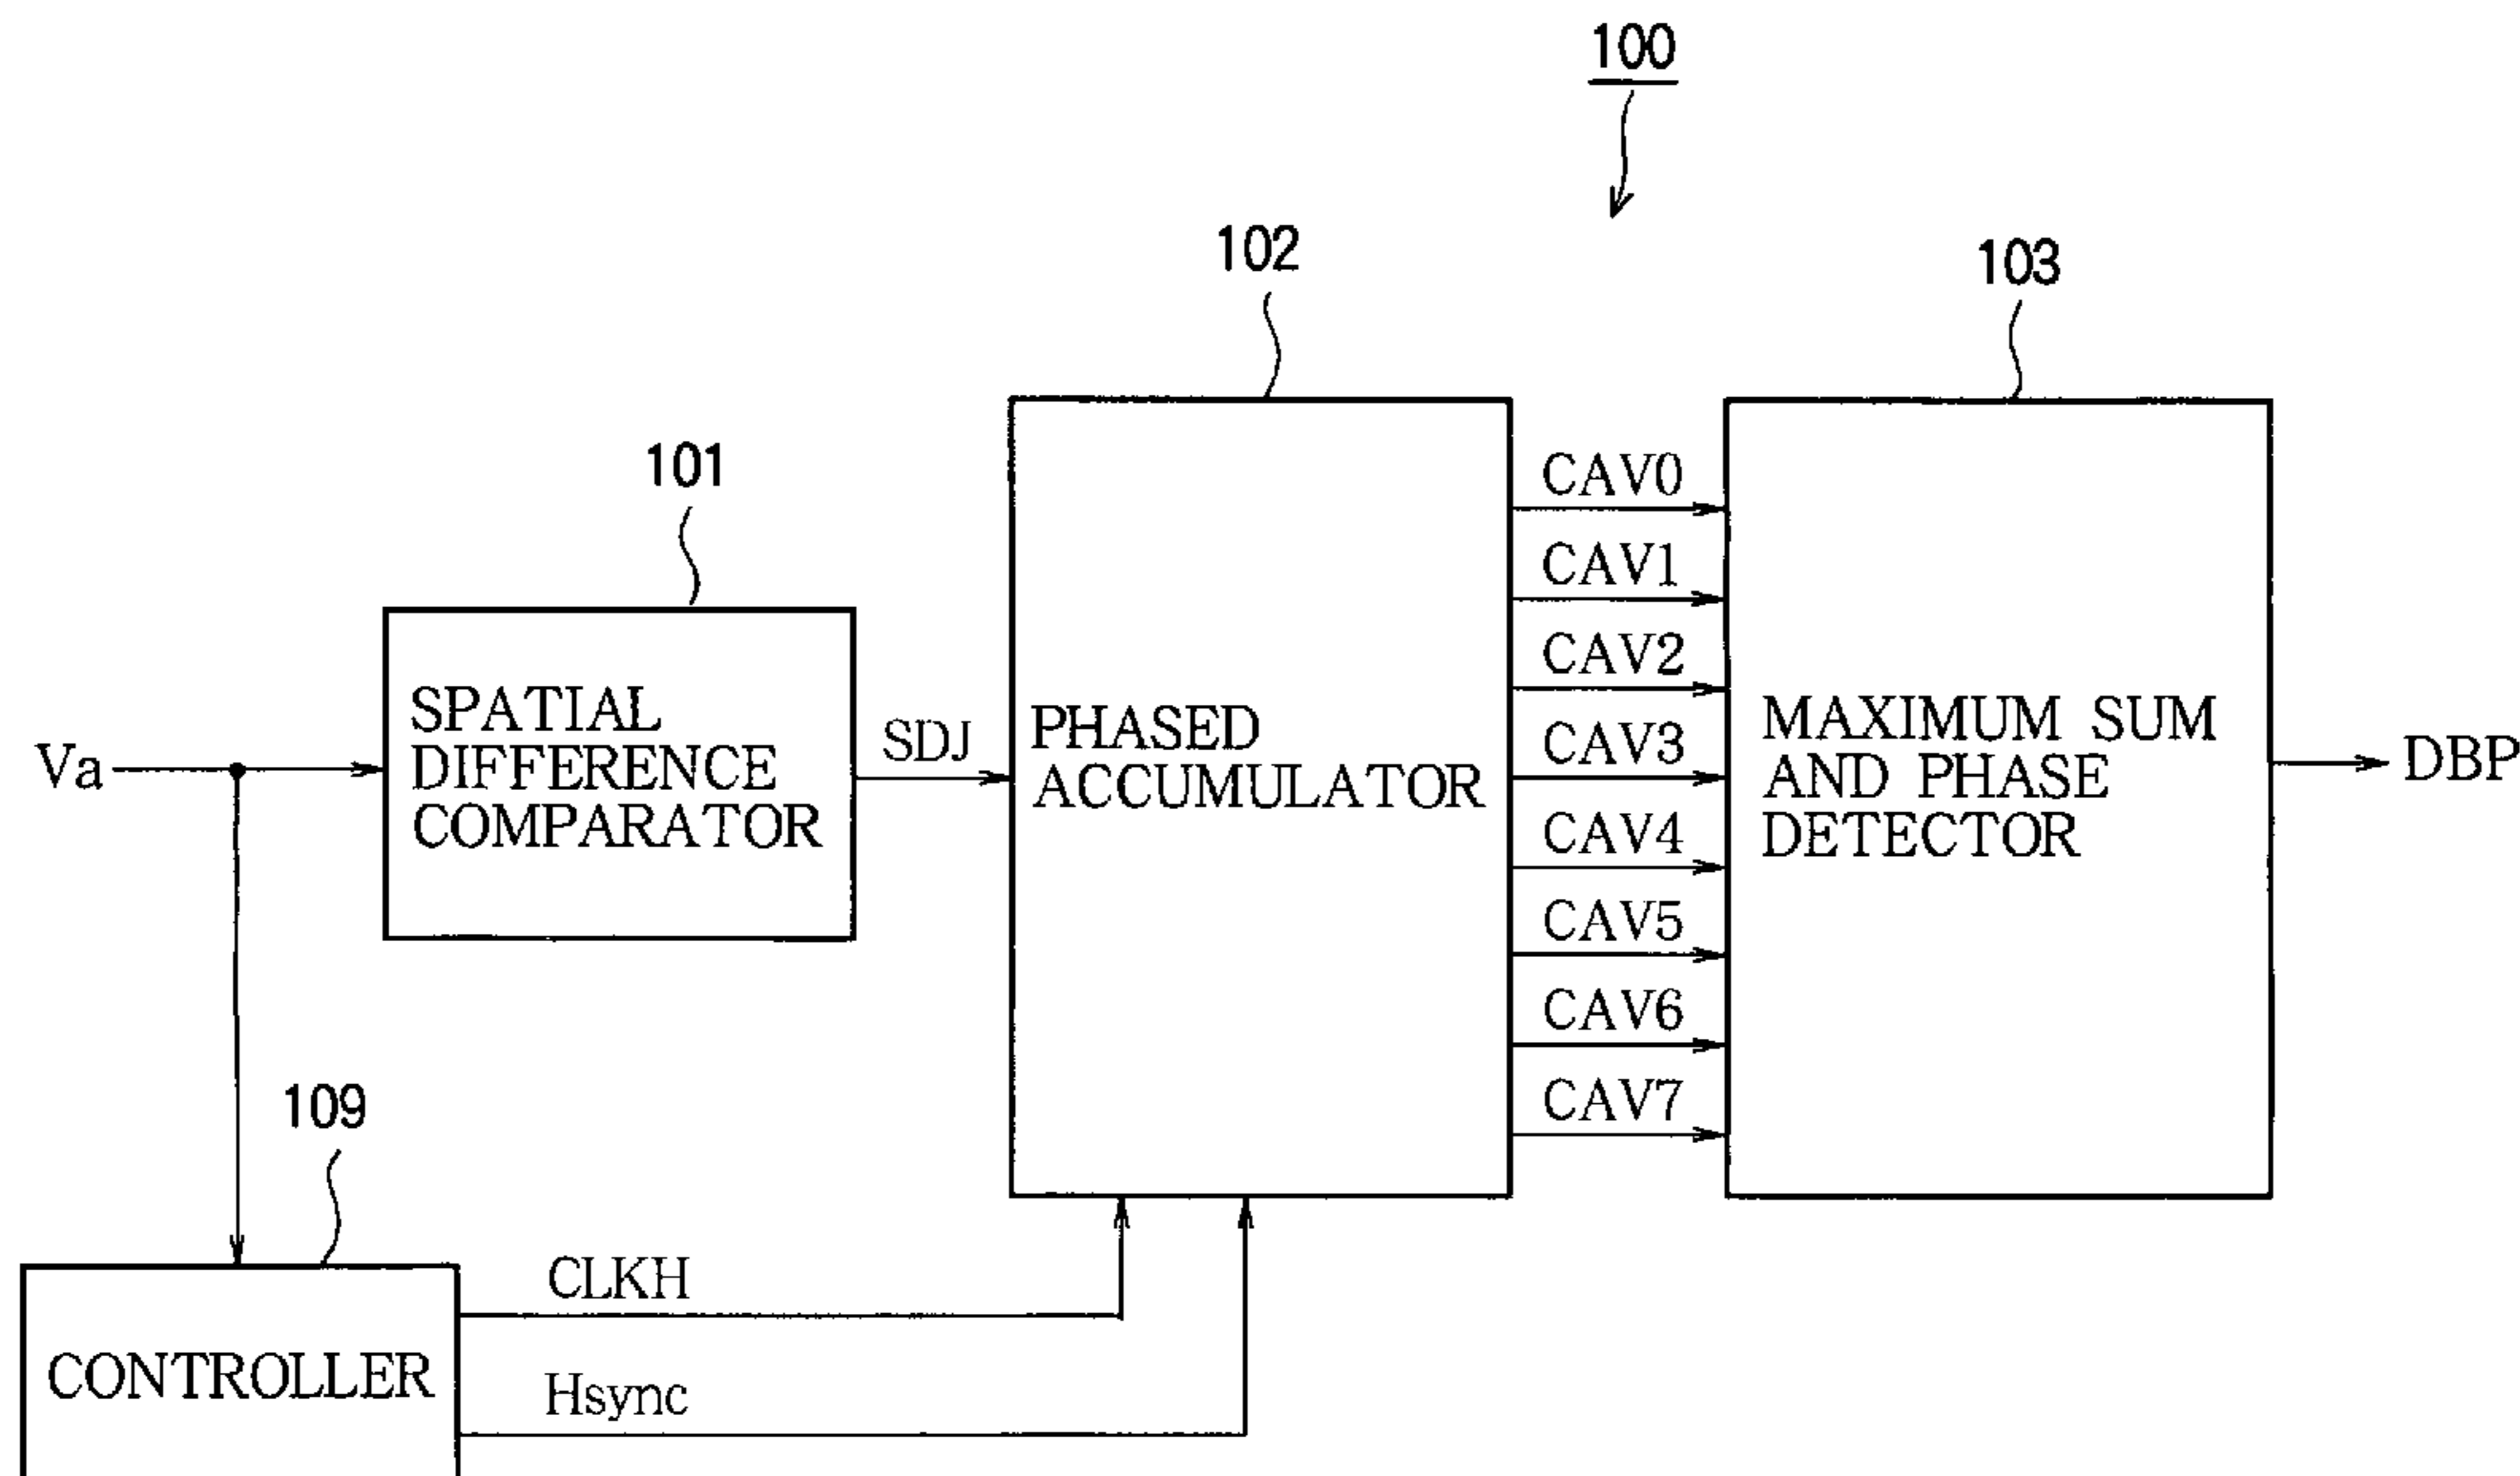 100
102
103
101
CAV0
CAV1
CAV2
CAV3
CAV4
CAV5
CAV6
CAV7
Va
SPATIAL
DIFFERENCE
COMPARATOR
SDJ
PHASED
ACCUMULATOR
MAXIMUM SUM
AND PHASE
DETECTOR
DBP
109
CONTROLLER
CLKH
Hsync